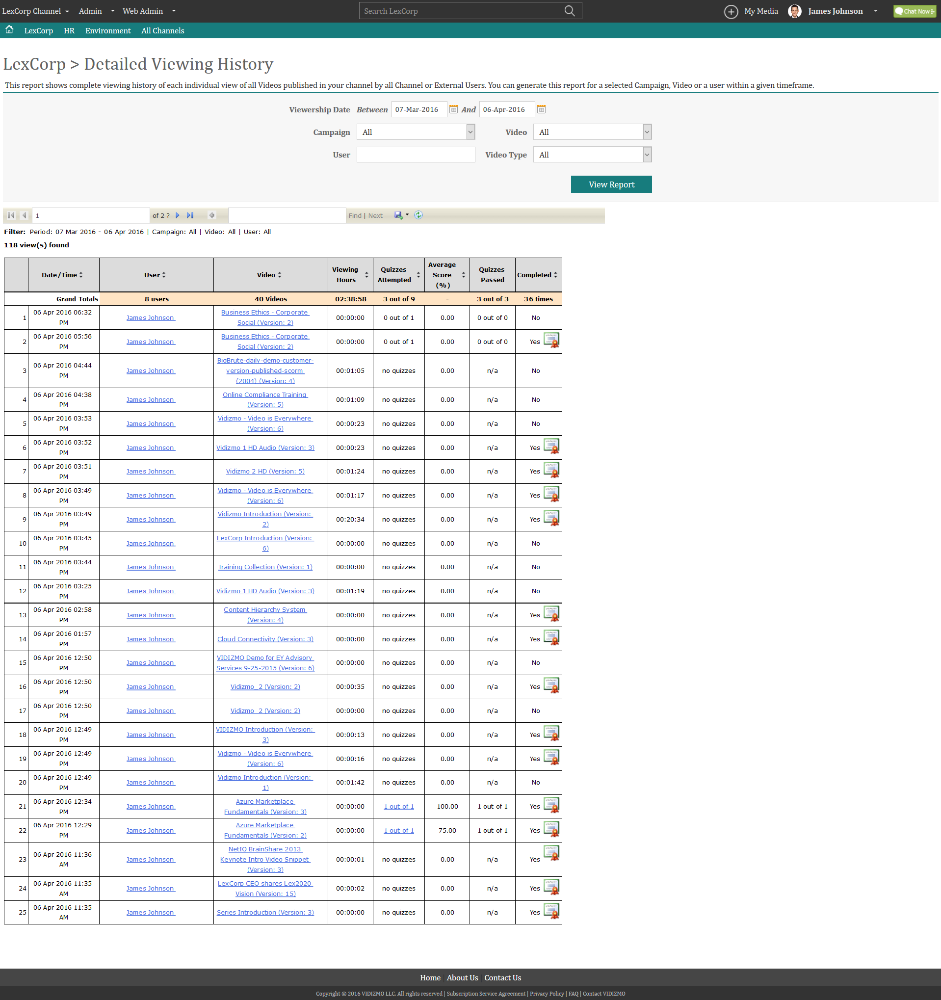 LexCorp Channel Admin Web Admin Search LexCorp My Media James Johnson Chat Now
LexCorp HR Environment All Channels
LexCorp > Detailed Viewing History
This report shows complete viewing history of each individual view of all Videos published in your channel by all Channel or External Users. You can generate this report for a selected Campaign, Video or a user within a given timeframe.
Viewership Date Between 07-Mar-2016 And 06-Apr-2016
Campaign All Video All
User Video Type All
View Report
1 of 2 ? Find | Next
Filter: Period: 07 Mar 2016 - 06 Apr 2016 | Campaign: All | Video: All | User: All
118 view(s) found
Date/Time User Video Viewing Hours Quizzes Attempted Average Score (%) Quizzes Passed Completed
Grand Totals 8 users 40 Videos 02:38:58 3 out of 9 - 3 out of 3 36 times
1 06 Apr 2016 06:32 PM James Johnson Business Ethics - Corporate Social (Version: 2) 00:00:00 0 out of 1 0.00 0 out of 0 No
2 06 Apr 2016 05:56 PM James Johnson Business Ethics - Corporate Social (Version: 2) 00:00:00 0 out of 1 0.00 0 out of 0 Yes
3 06 Apr 2016 04:44 PM James Johnson BigBrute-daily-demo-customer-version-published-scorm (2004) (Version: 4) 00:01:05 no quizzes 0.00 n/a No
4 06 Apr 2016 04:38 PM James Johnson Online Compliance Training (Version: 5) 00:01:09 no quizzes 0.00 n/a No
5 06 Apr 2016 03:53 PM James Johnson Vidizmo - Video is Everywhere (Version: 6) 00:00:23 no quizzes 0.00 n/a No
6 06 Apr 2016 03:52 PM James Johnson Vidizmo 1 HD Audio (Version: 3) 00:00:23 no quizzes 0.00 n/a Yes
7 06 Apr 2016 03:51 PM James Johnson Vidizmo 2 HD (Version: 5) 00:01:24 no quizzes 0.00 n/a Yes
8 06 Apr 2016 03:49 PM James Johnson Vidizmo - Video is Everywhere (Version: 6) 00:01:17 no quizzes 0.00 n/a Yes
9 06 Apr 2016 03:49 PM James Johnson Vidizmo Introduction (Version: 2) 00:20:34 no quizzes 0.00 n/a Yes
10 06 Apr 2016 03:45 PM James Johnson LexCorp Introduction (Version: 6) 00:00:00 no quizzes 0.00 n/a No
11 06 Apr 2016 03:44 PM James Johnson Training Collection (Version: 1) 00:00:00 no quizzes 0.00 n/a No
12 06 Apr 2016 03:25 PM James Johnson Vidizmo 1 HD Audio (Version: 3) 00:01:19 no quizzes 0.00 n/a No
13 06 Apr 2016 02:58 PM James Johnson Content Hierarchy System (Version: 4) 00:00:00 no quizzes 0.00 n/a Yes
14 06 Apr 2016 01:57 PM James Johnson Cloud Connectivity (Version: 3) 00:00:00 no quizzes 0.00 n/a Yes
15 06 Apr 2016 12:50 PM James Johnson VIDIZMO Demo for EY Advisory Services 9-25-2015 (Version: 6) 00:00:00 no quizzes 0.00 n/a No
16 06 Apr 2016 12:50 PM James Johnson Vidizmo_2 (Version: 2) 00:00:35 no quizzes 0.00 n/a Yes
17 06 Apr 2016 12:50 PM James Johnson Vidizmo_2 (Version: 2) 00:00:00 no quizzes 0.00 n/a No
18 06 Apr 2016 12:49 PM James Johnson VIDIZMO Introduction (Version: 3) 00:00:13 no quizzes 0.00 n/a Yes
19 06 Apr 2016 12:49 PM James Johnson Vidizmo - Video is Everywhere (Version: 6) 00:00:16 no quizzes 0.00 n/a Yes
20 06 Apr 2016 12:49 PM James Johnson Vidizmo Introduction (Version: 1) 00:01:42 no quizzes 0.00 n/a No
21 06 Apr 2016 12:34 PM James Johnson Azure Marketplace Fundamentals (Version: 3) 00:00:00 1 out of 1 100.00 1 out of 1 Yes
22 06 Apr 2016 12:29 PM James Johnson Azure Marketplace Fundamentals (Version: 2) 00:00:00 1 out of 1 75.00 1 out of 1 Yes
23 06 Apr 2016 11:36 AM James Johnson NetIQ BrainShare 2013 Keynote Intro Video Snippet (Version: 3) 00:00:01 no quizzes 0.00 n/a Yes
24 06 Apr 2016 11:35 AM James Johnson LexCorp CEO shares Lex2020 Vision (Version: 15) 00:00:02 no quizzes 0.00 n/a Yes
25 06 Apr 2016 11:35 AM James Johnson Series Introduction (Version: 3) 00:00:00 no quizzes 0.00 n/a Yes
Home | About Us | Contact Us
Copyright © 2016 VIDIZMO LLC. All rights reserved | Subscription Service Agreement | Privacy Policy | FAQ | Contact VIDIZMO